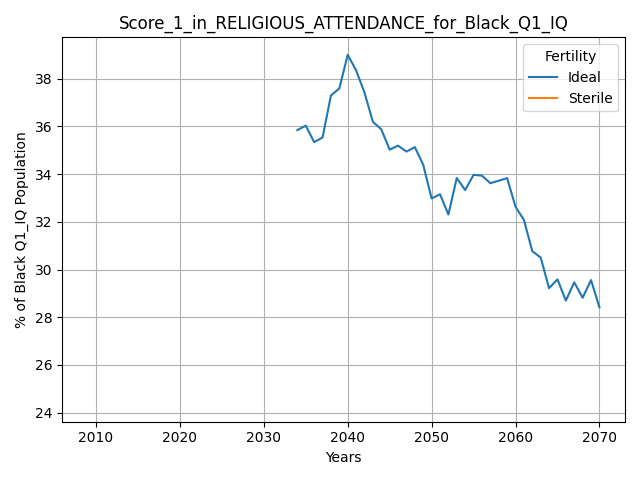 Score_1_in_RELIGIOUS_ATTENDANCE_for_Black_Q1_IQ
Fertility
Ideal
Sterile
% of Black Q1_IQ Population
38
36
34
32
30
28
26
24
2010 2020 2030 2040 2050 2060 2070
Years